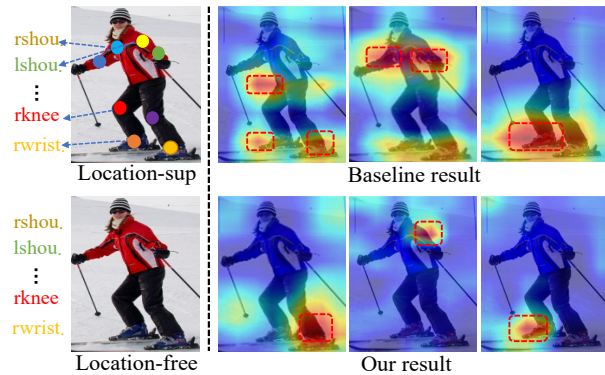 rshou.
lshou.
⋮
rknee
rwrist
Location-sup
Baseline result
rshou.
lshou.
⋮
rknee
rwrist.
Location-free
Our result